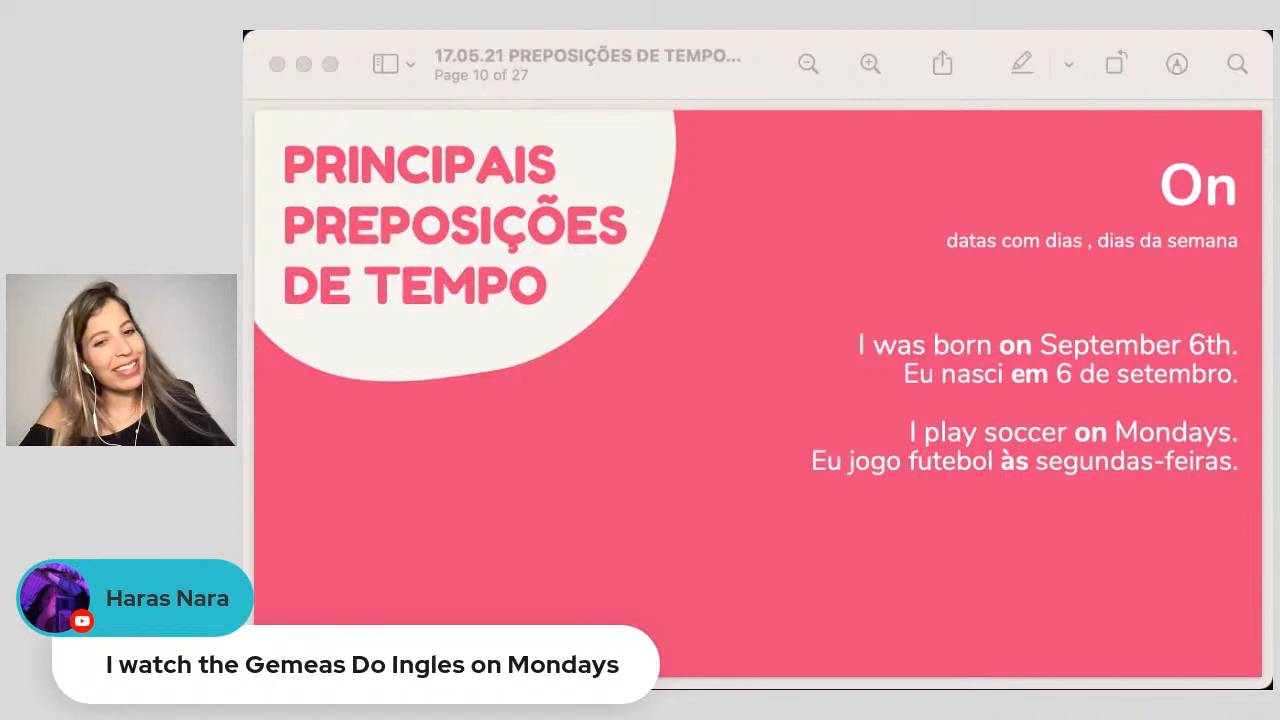 17.05.21 PREPOSIÇÕES DE TEMPO...
Page 10 of 27
PRINCIPAIS
PREPOSIÇÕES
DE TEMPO
On
datas com dias , dias da semana
I was born on September 6th.
Eu nasci em 6 de setembro.
I play soccer on Mondays.
Eu jogo futebol às segundas-feiras.
Haras Nara
I watch the Gemeas Do Ingles on Mondays